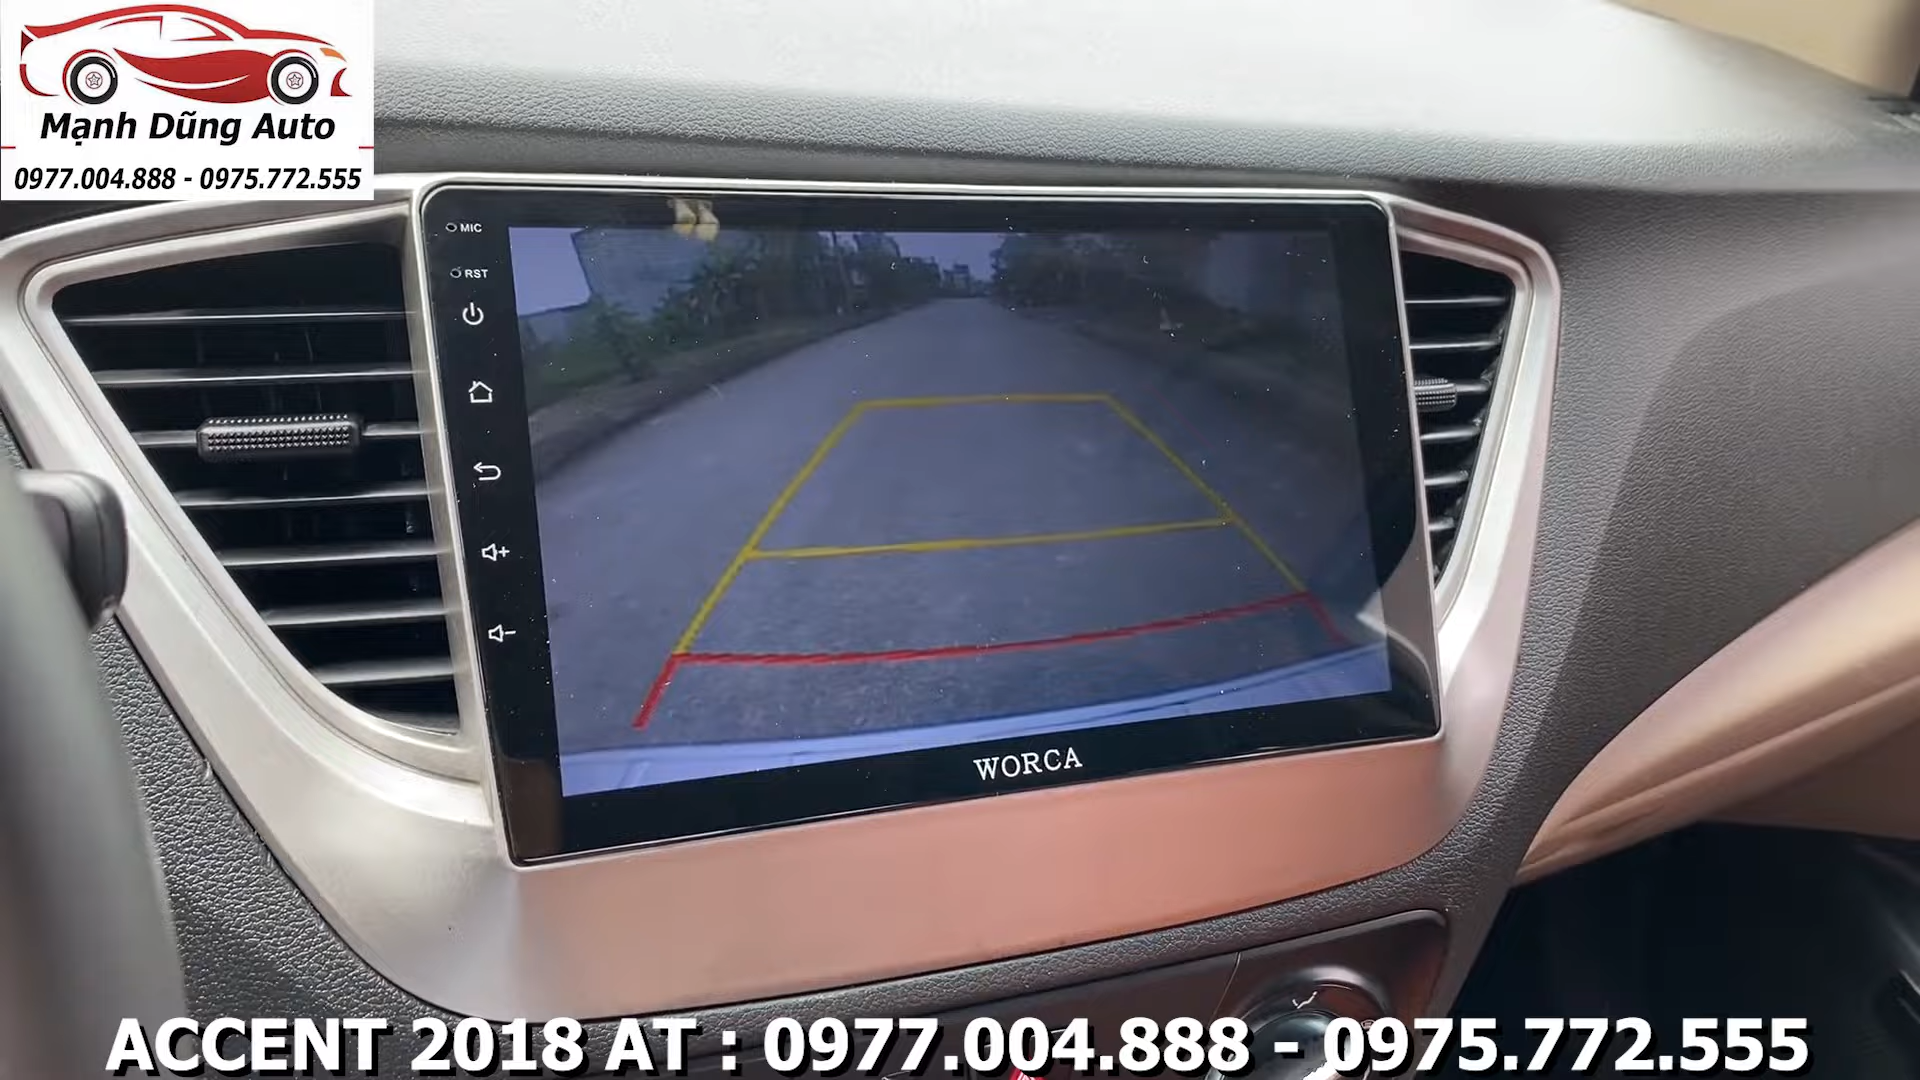 Mạnh Dũng Auto
0977.004.888 - 0975.772.555
MIC
RST
WORCA
ACCENT 2018 AT : 0977.004.888 - 0975.772.555